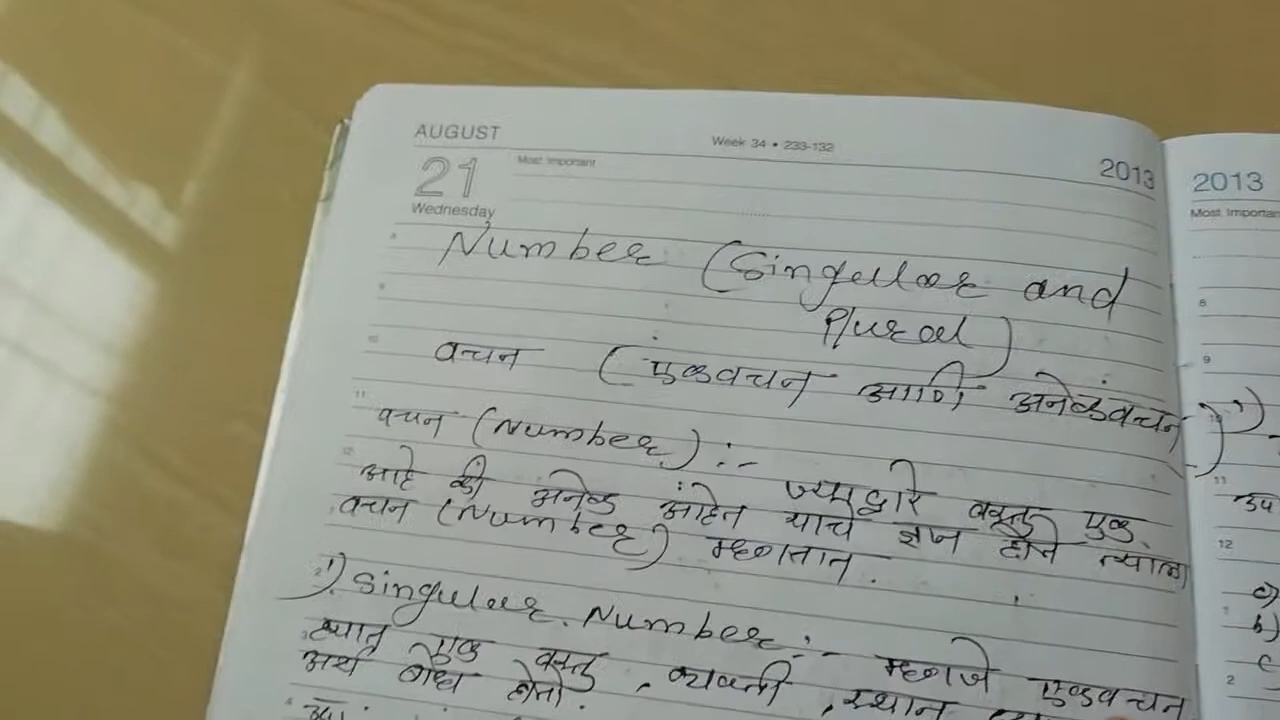 AUGUST
Week 34 • 233-132
2013
21
Most Important
Wednesday
Number (Singular and
Plural)
वचन (एकवचन आणि अनेकवचन)
वचन (Number) :-
ज्याद्वारे वस्तू एक
आहे की अनेक आहेत याचे ज्ञान होते त्याला
वचन (Number) म्हणतात.
1) Singular Number :- म्हणजे एकवचन
ह्यात एक वस्तू, व्यक्ती, स्थान
अर्थ बोध होतो.
उदा.
2013
Most Importan